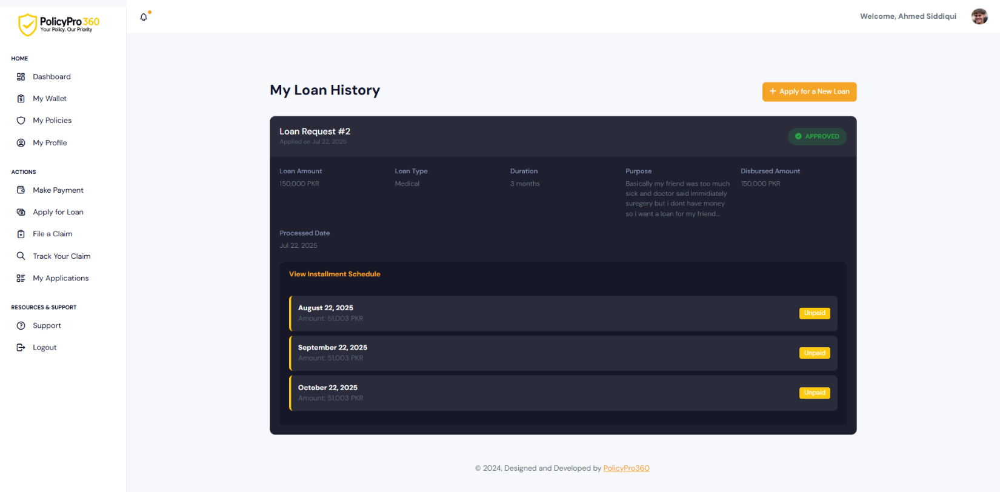 PolicyPro360
Your Policy, Our Priority
Welcome, Ahmed Siddiqui
HOME
Dashboard
My Wallet
My Policies
My Profile
ACTIONS
Make Payment
Apply for Loan
File a Claim
Track Your Claim
My Applications
RESOURCES & SUPPORT
Support
Logout
My Loan History
+ Apply for a New Loan
Loan Request #2
Applied on Jul 22, 2025
APPROVED
Loan Amount
150,000 PKR
Loan Type
Medical
Duration
3 months
Purpose
Basically my friend was too much
sick and doctor said immidiately
suregery but i dont have money
so i want a loan for my friend...
Disbursed Amount
150,000 PKR
Processed Date
Jul 22, 2025
View Installment Schedule
August 22, 2025
Amount: 51,003 PKR
Unpaid
September 22, 2025
Amount: 51,003 PKR
Unpaid
October 22, 2025
Amount: 51,003 PKR
Unpaid
© 2024, Designed and Developed by PolicyPro360